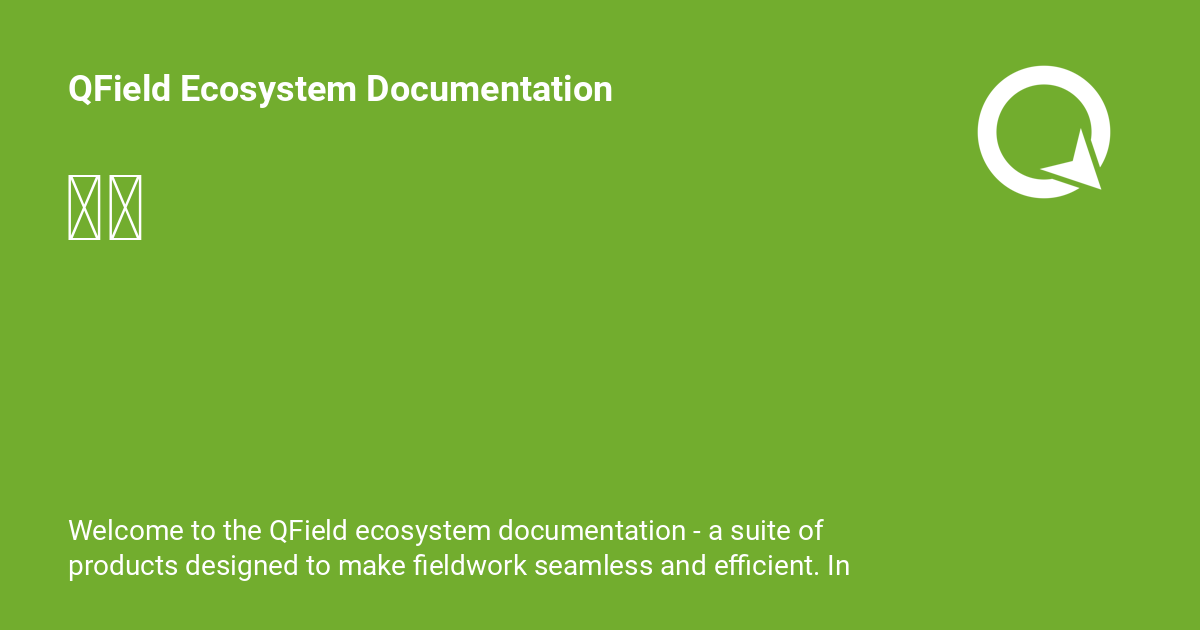 QField Ecosystem Documentation
Welcome to the QField ecosystem documentation - a suite of
products designed to make fieldwork seamless and efficient. In